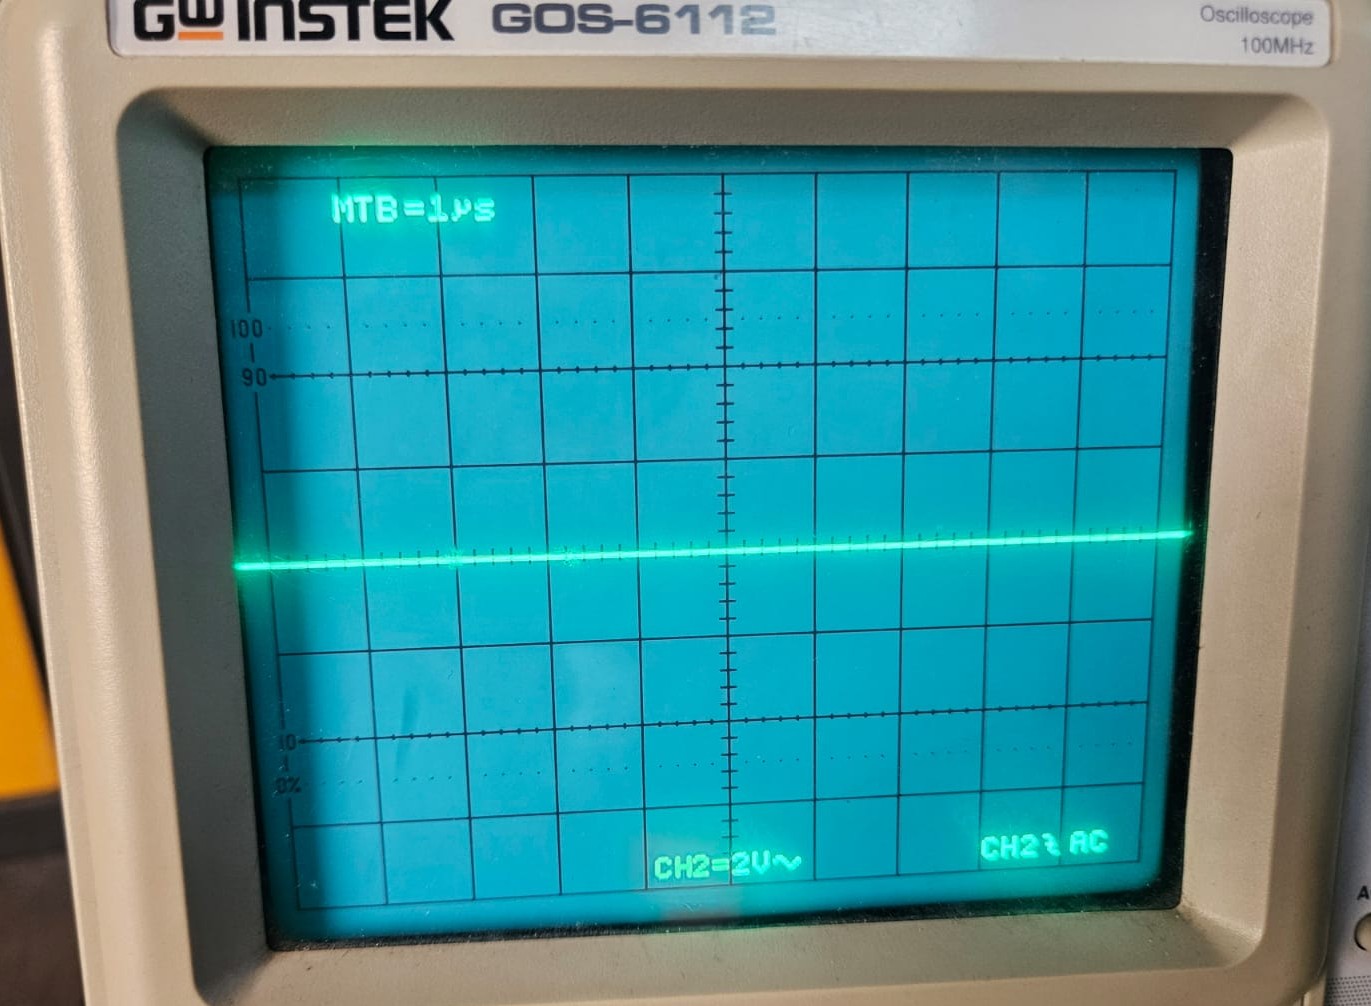 GW INSTEK GOS-6112
Oscilloscope
100MHz
MTB=1µs
100
90
10
0%
CH2=2V~
CH2 AC